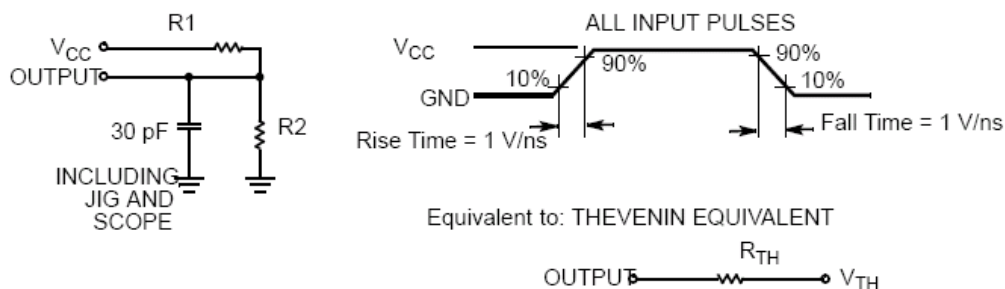 R1
VCC
OUTPUT
30 pF
R2
INCLUDING
JIG AND
SCOPE
ALL INPUT PULSES
VCC
GND
10%
90%
90%
10%
Rise Time = 1 V/ns
Fall Time = 1 V/ns
Equivalent to: THEVENIN EQUIVALENT
RTH
OUTPUT
VTH